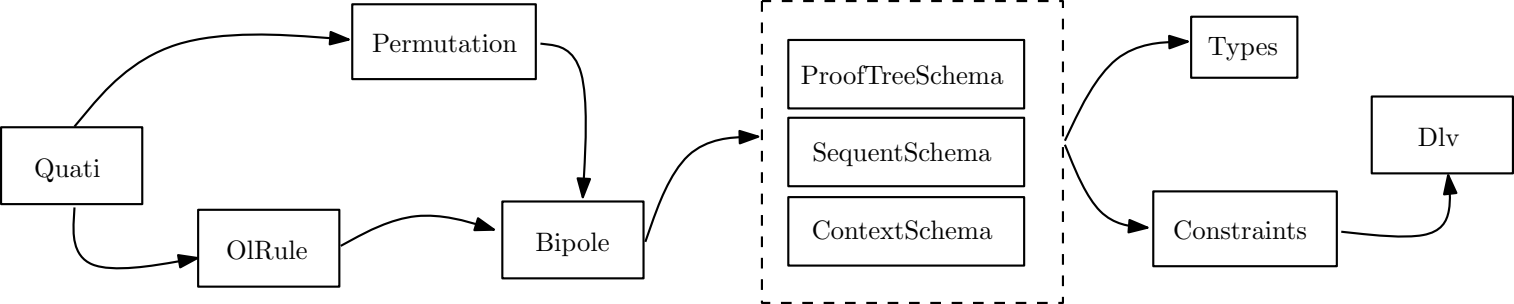 Quati
Permutation
OlRule
Bipole
ProofTreeSchema
SequentSchema
ContextSchema
Types
Constraints
Dlv